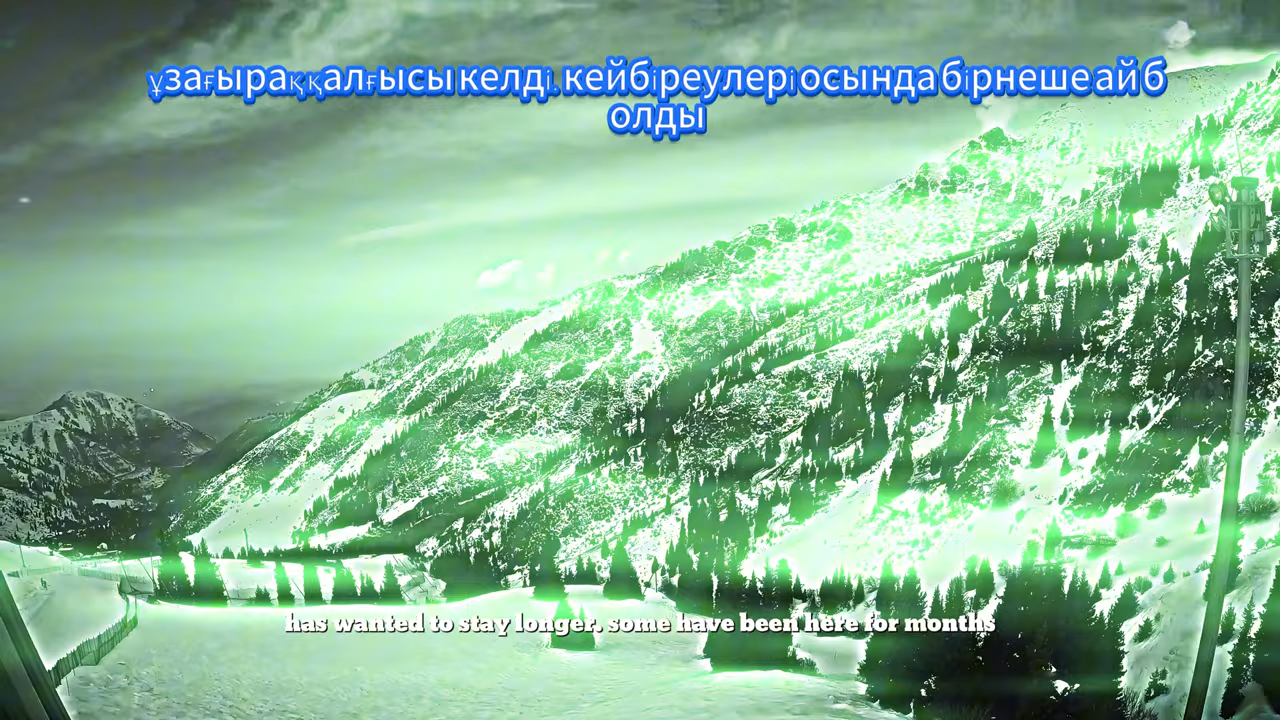 ұзағырақ қалғысы келді. кейбіреулері осында бірнеше ай б
олды
has wanted to stay longer. some have been here for months